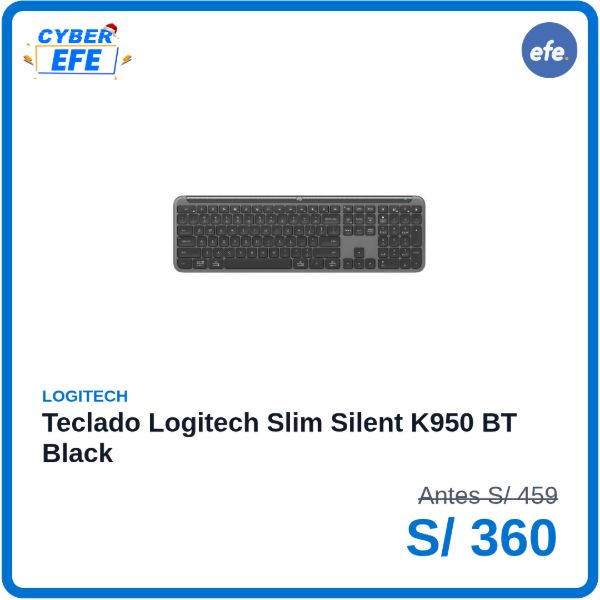 CYBER
EFE
efe.
LOGITECH
Teclado Logitech Slim Silent K950 BT
Black
Antes S/ 459
S/ 360